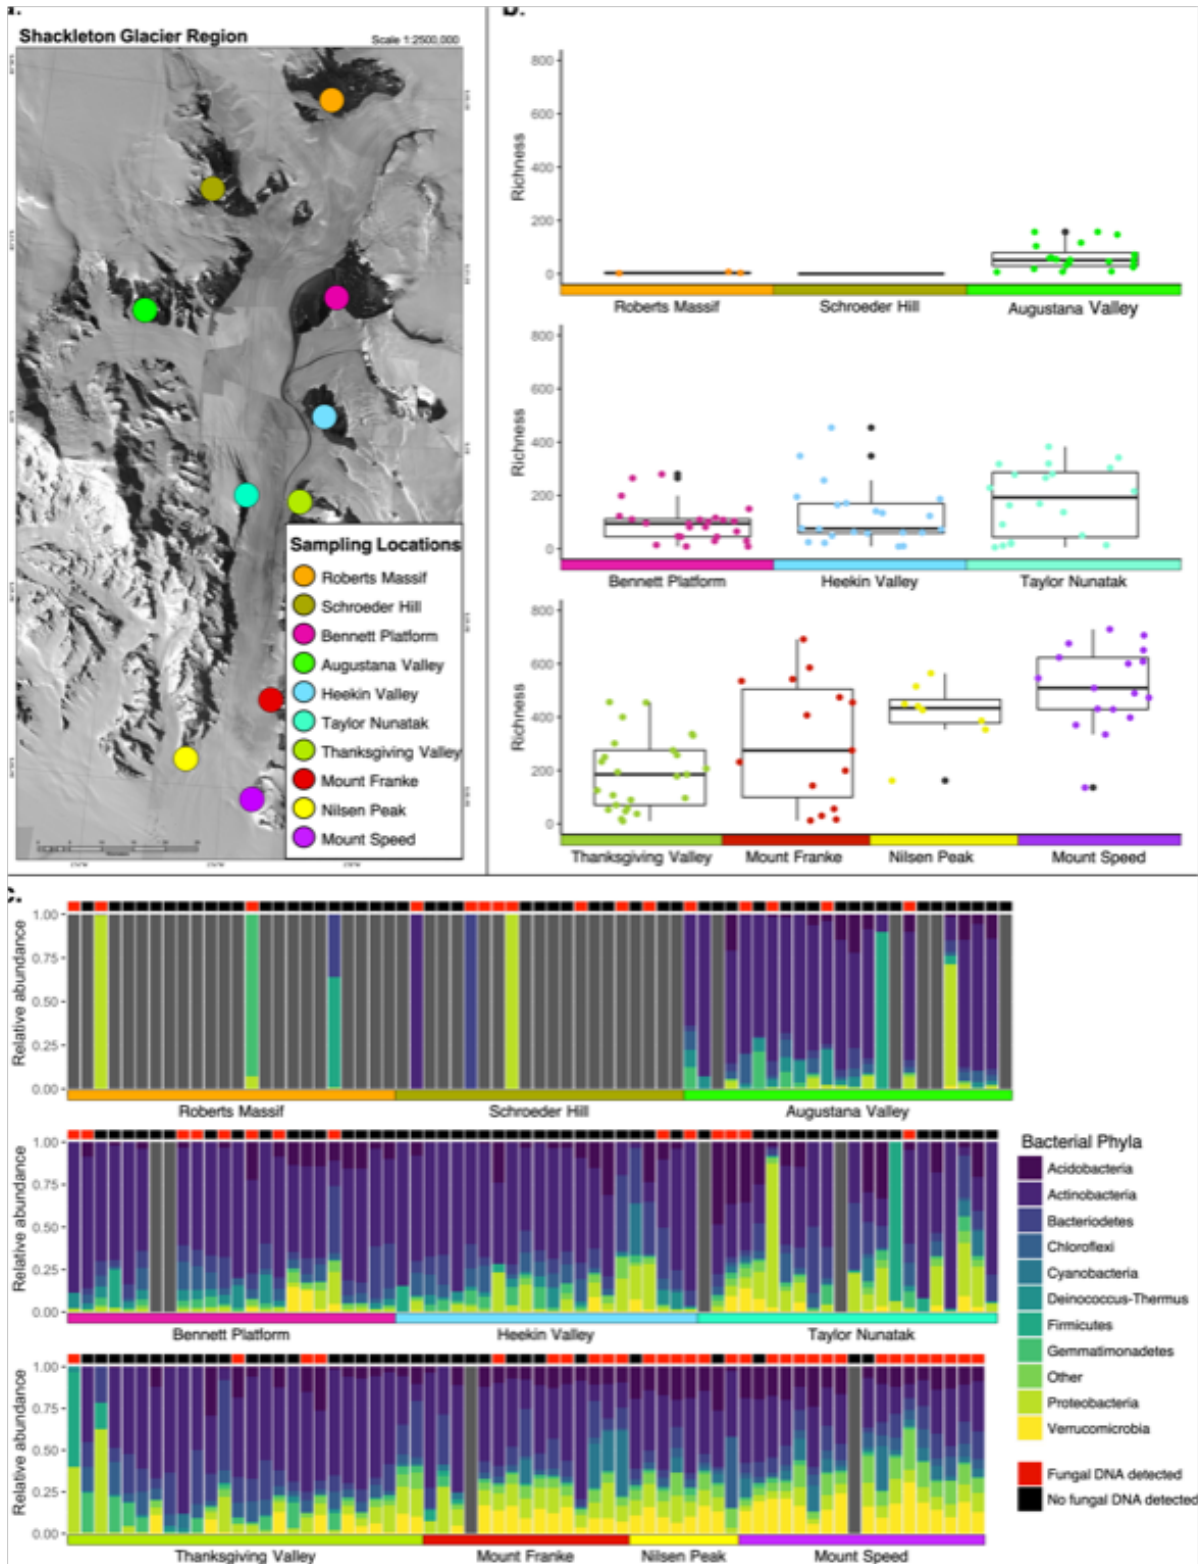 Shackleton Glacier Region
Scale 1:2500,000
Sampling Locations
Roberts Massif
Schroeder Hill
Bennett Platform
Augustana Valley
Heekin Valley
Taylor Nunatak
Thanksgiving Valley
Mount Franke
Nilsen Peak
Mount Speed
b.
Richness
800
600
400
200
0
Roberts Massif
Schroeder Hill
Augustana Valley
Richness
800
600
400
200
0
Bennett Platform
Heekin Valley
Taylor Nunatak
Richness
800
600
400
200
0
Thanksgiving Valley
Mount Franke
Nilsen Peak
Mount Speed
c.
Relative abundance
1.00
0.75
0.50
0.25
0.00
Roberts Massif
Schroeder Hill
Augustana Valley
Relative abundance
1.00
0.75
0.50
0.25
0.00
Bennett Platform
Heekin Valley
Taylor Nunatak
Relative abundance
1.00
0.75
0.50
0.25
0.00
Thanksgiving Valley
Mount Franke
Nilsen Peak
Mount Speed
Bacterial Phyla
Acidobacteria
Actinobacteria
Bacteriodetes
Chloroflexi
Cyanobacteria
Deinococcus-Thermus
Firmicutes
Gemmatimonadetes
Other
Proteobacteria
Verrucomicrobia
Fungal DNA detected
No fungal DNA detected